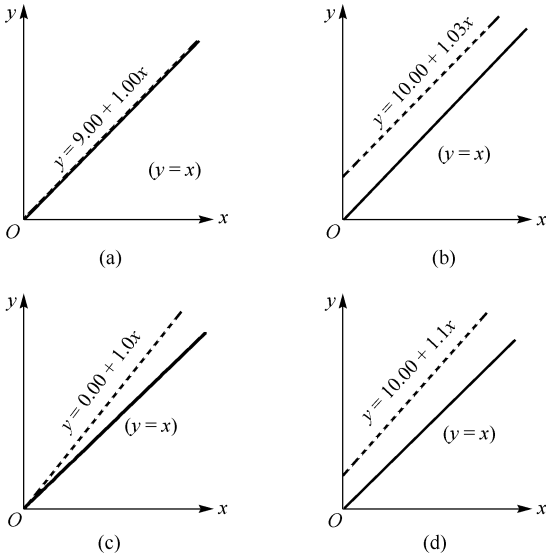 y
y = 9.00 + 1.00x
(y = x)
O
x
(a)
y
y = 10.00 + 1.03x
(y = x)
O
x
(b)
y
y = 0.00 + 1.0x
(y = x)
O
x
(c)
y
y = 10.00 + 1.1x
(y = x)
O
x
(d)